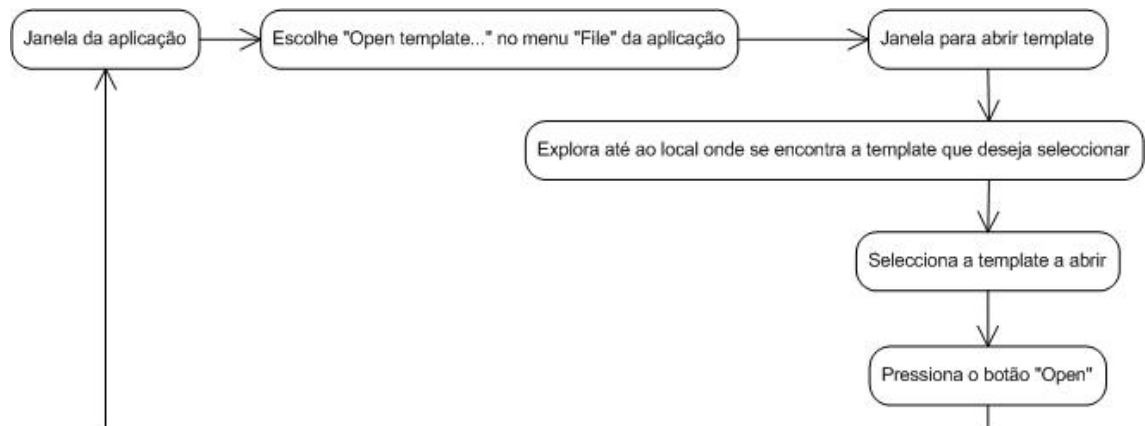 Janela da aplicação
Escolhe "Open template..." no menu "File" da aplicação
Janela para abrir template
Explora até ao local onde se encontra a template que deseja seleccionar
Selecciona a template a abrir
Pressiona o botão "Open"